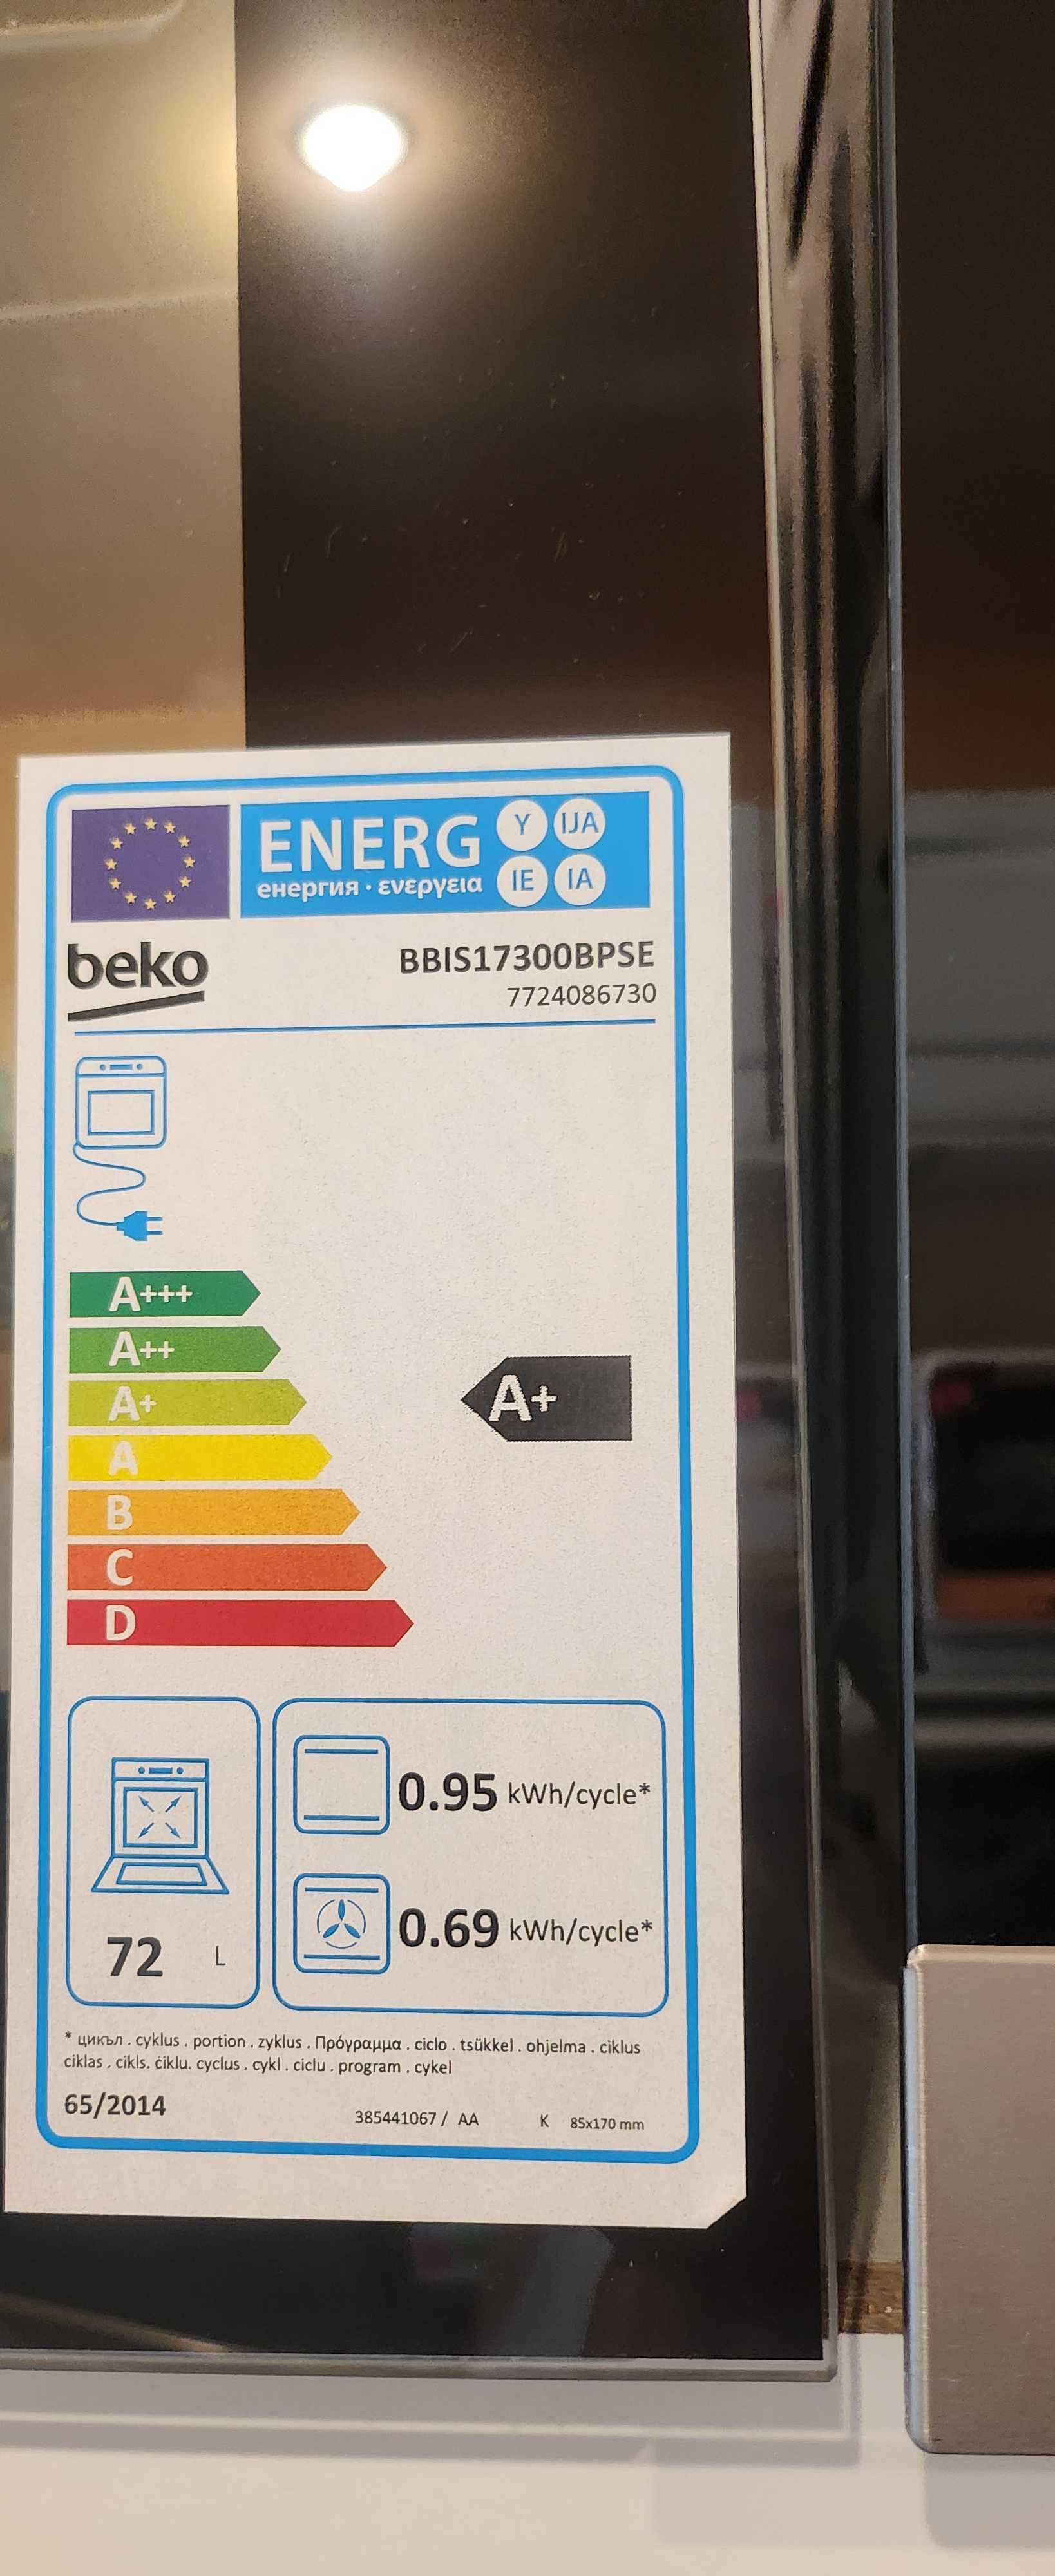 ENERG Y IJA
енергия · ενεργεια IE IA
beko
BBIS17300BPSE
7724086730
A+++
A++
A+
A+
A
B
C
D
0.95 kWh/cycle*
0.69 kWh/cycle*
72 L
* цикъл . cyklus . portion . zyklus . Πρόγραμμα . ciclo . tsükkel . ohjelma . ciklus
ciklas . cikls. ċiklu. cyclus . cykl . ciclu . program . cykel
65/2014
385441067 / AA K 85x170 mm